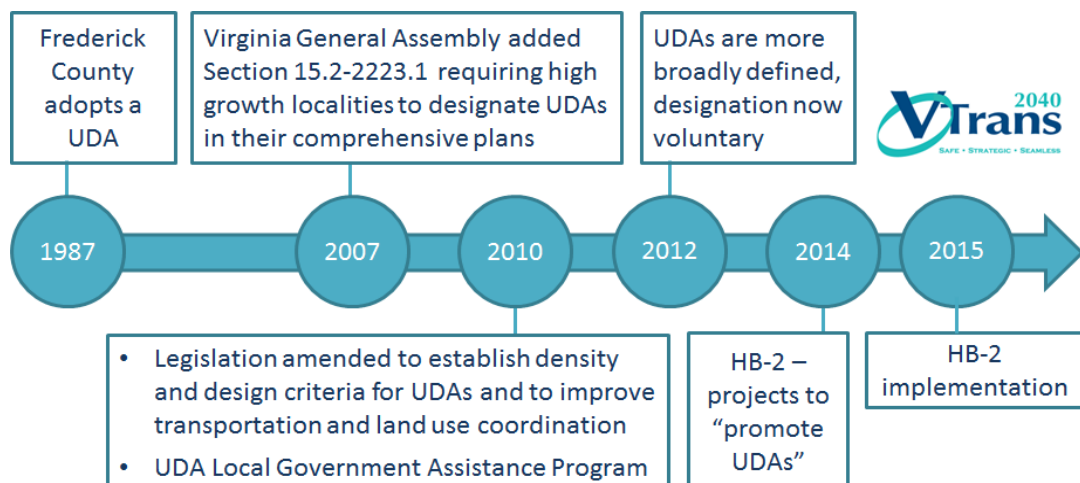 Frederick
County
adopts a
UDA
Virginia General Assembly added
Section 15.2-2223.1 requiring high
growth localities to designate UDAs
in their comprehensive plans
UDAs are more
broadly defined,
designation now
voluntary
2040
VTrans
SAFE • STRATEGIC • SEAMLESS
1987
2007
2010
2012
2014
2015
• Legislation amended to establish density
and design criteria for UDAs and to improve
transportation and land use coordination
• UDA Local Government Assistance Program
HB-2 –
projects to
“promote
UDAs”
HB-2
implementation